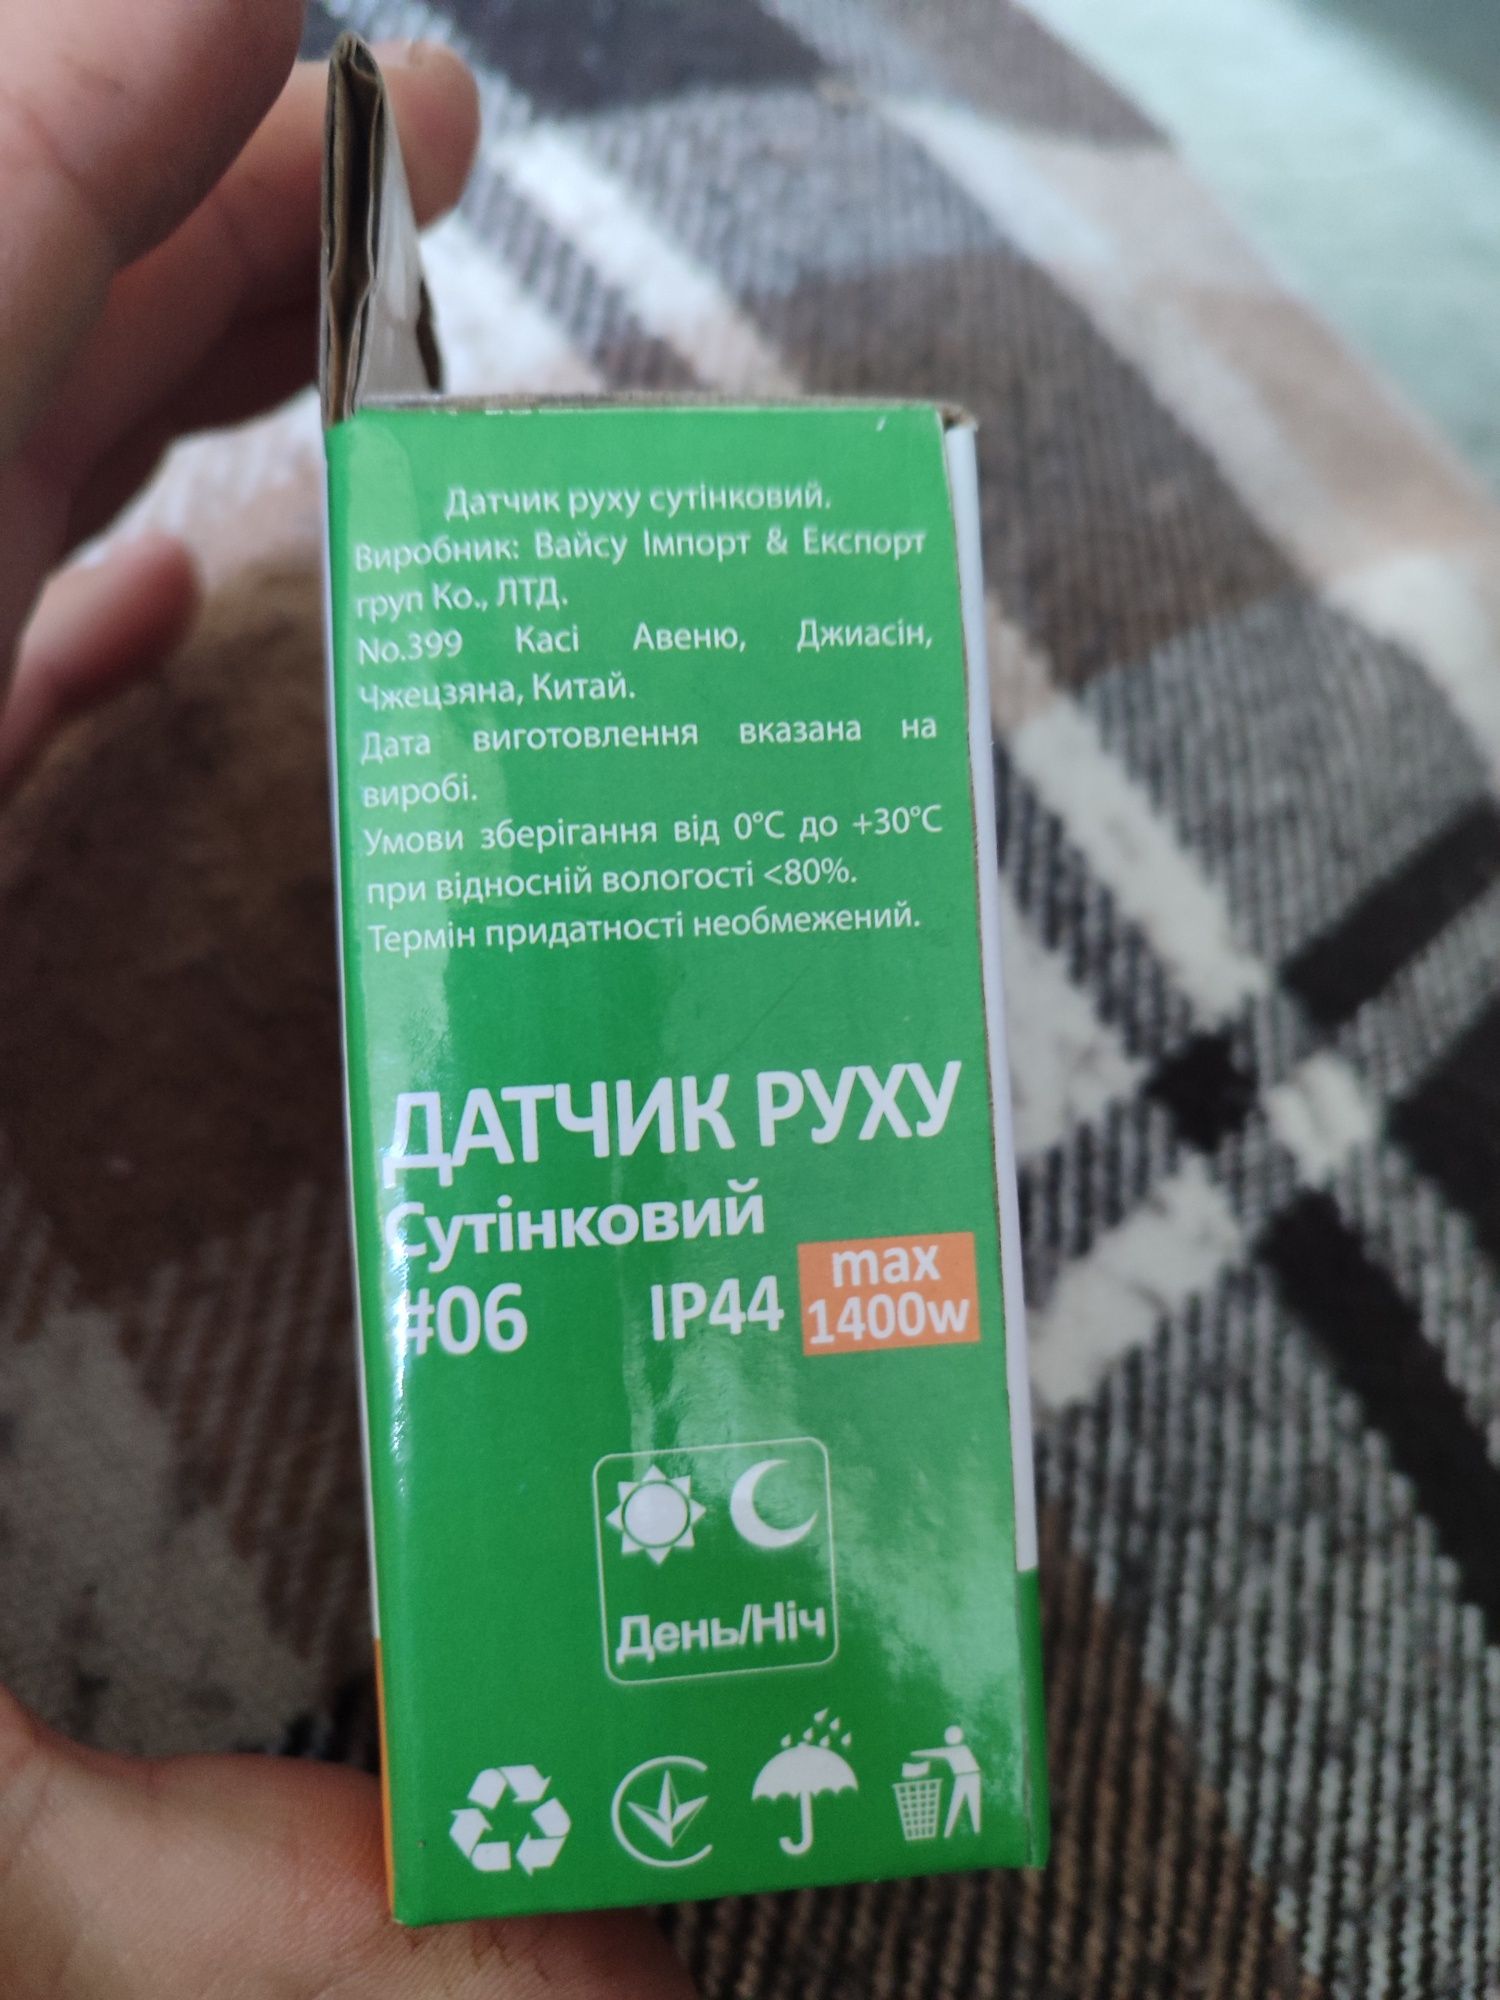 Датчик руху сутінковий.
Виробник: Вайсу Імпорт & Експорт
груп Ко., ЛТД.
No.399 Касі Авеню, Джиасін,
Чжецзяна, Китай.
Дата виготовлення вказана на
виробі.
Умови зберігання від 0°C до +30°C
при відносній вологості <80%.
Термін придатності необмежений.
ДАТЧИК РУХУ
Сутінковий
#06 IP44 max
1400w
День/Ніч